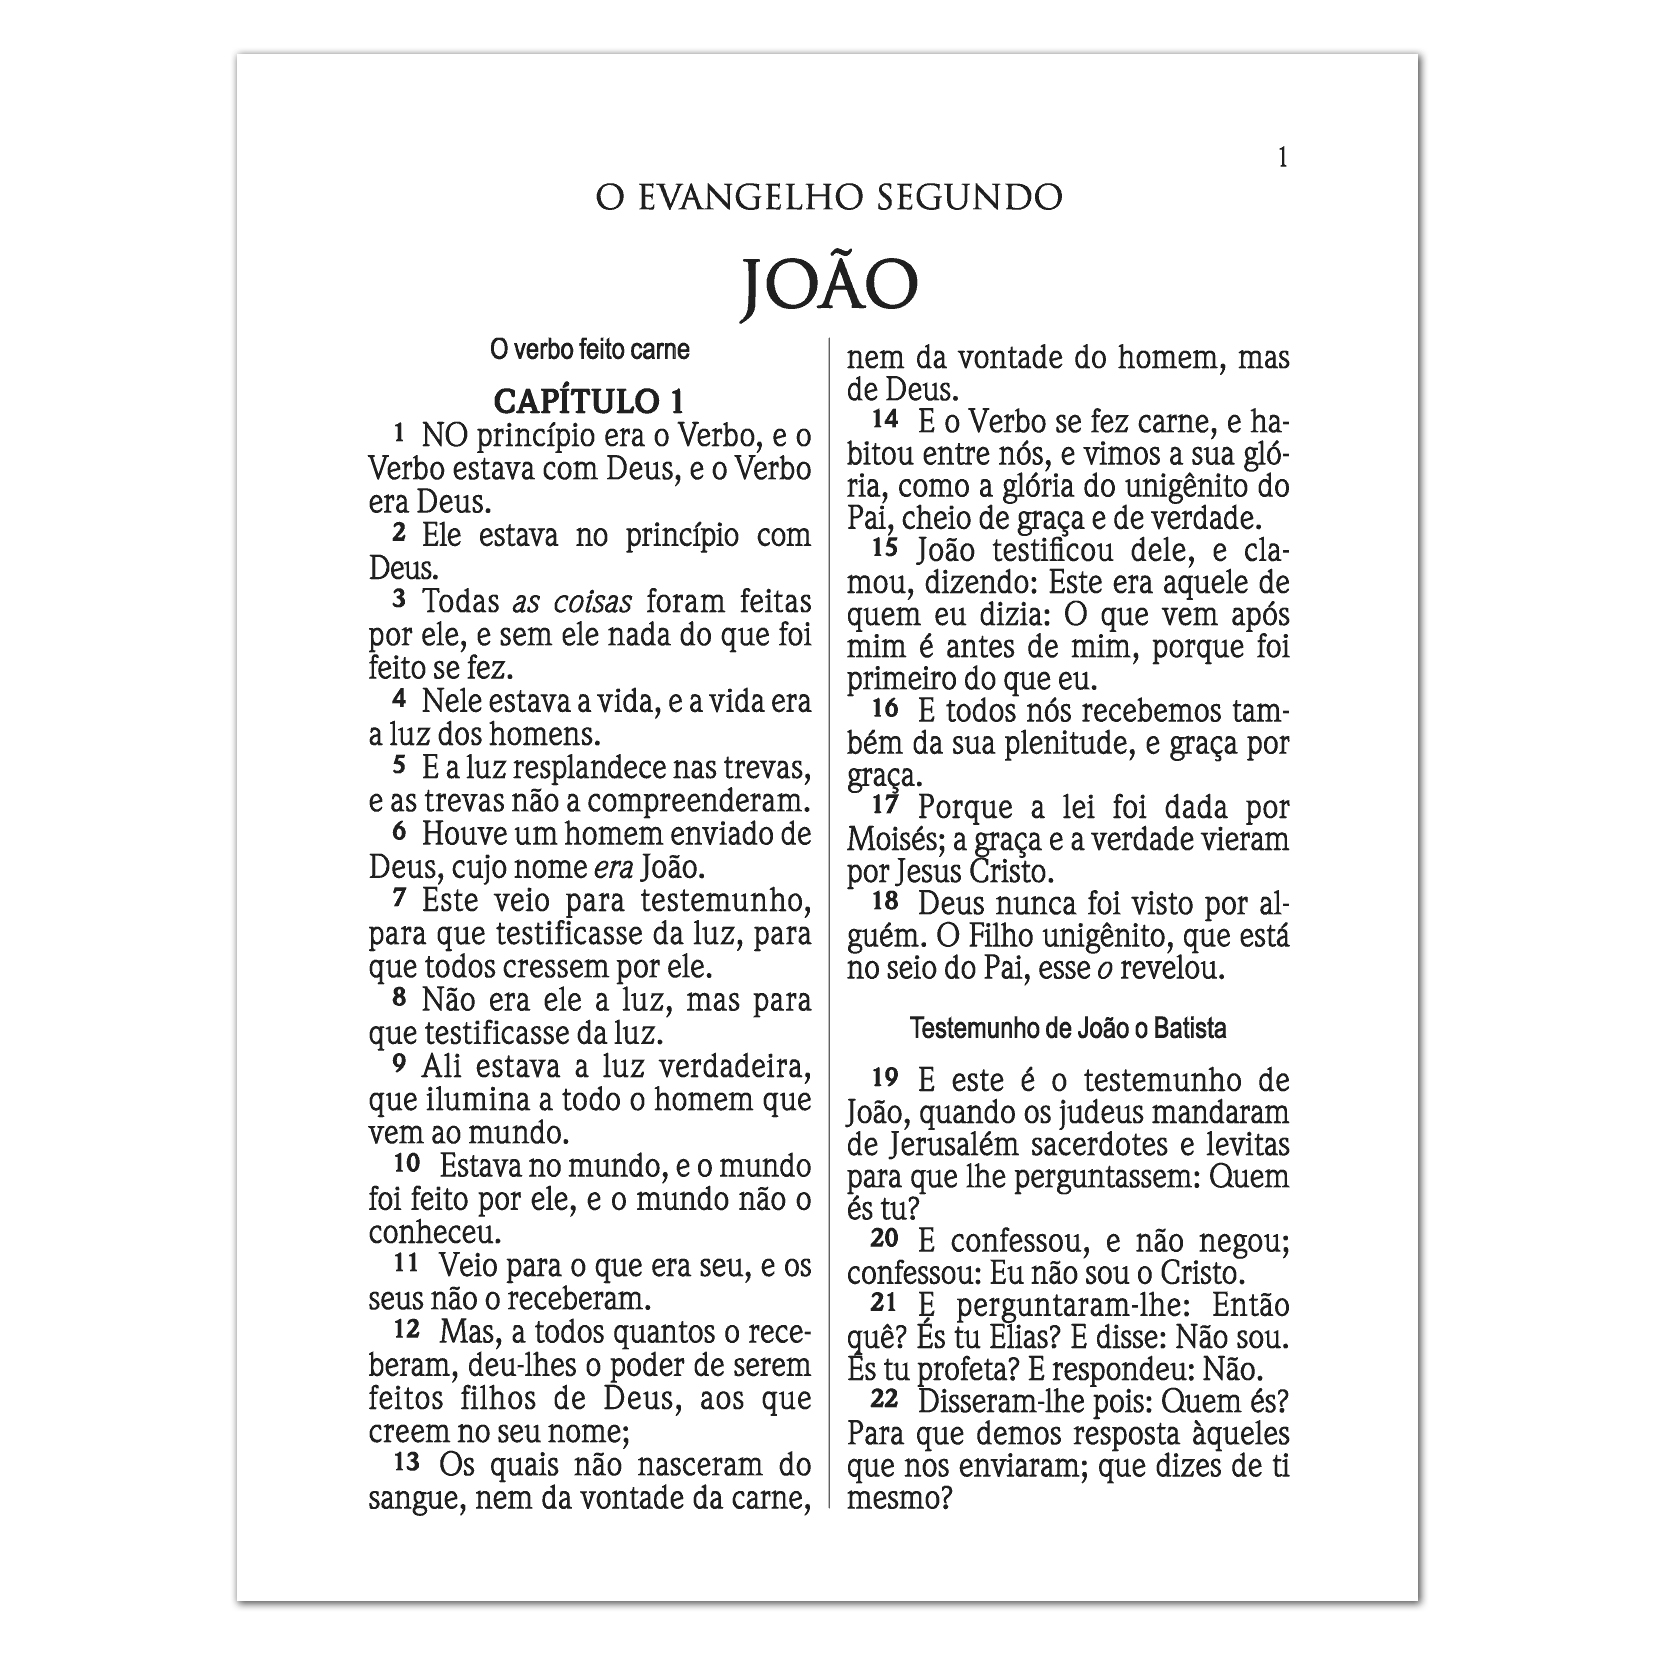 1
O EVANGELHO SEGUNDO
JOÃO
O verbo feito carne
CAPÍTULO 1
1 NO princípio era o Verbo, e o
Verbo estava com Deus, e o Verbo
era Deus.
2 Ele estava no princípio com
Deus.
3 Todas as coisas foram feitas
por ele, e sem ele nada do que foi
feito se fez.
4 Nele estava a vida, e a vida era
a luz dos homens.
5 E a luz resplandece nas trevas,
e as trevas não a compreenderam.
6 Houve um homem enviado de
Deus, cujo nome era João.
7 Este veio para testemunho,
para que testificasse da luz, para
que todos cressem por ele.
8 Não era ele a luz, mas para
que testificasse da luz.
9 Ali estava a luz verdadeira,
que ilumina a todo o homem que
vem ao mundo.
10 Estava no mundo, e o mundo
foi feito por ele, e o mundo não o
conheceu.
11 Veio para o que era seu, e os
seus não o receberam.
12 Mas, a todos quantos o rece-
beram, deu-lhes o poder de serem
feitos filhos de Deus, aos que
creem no seu nome;
13 Os quais não nasceram do
sangue, nem da vontade da carne,
nem da vontade do homem, mas
de Deus.
14 E o Verbo se fez carne, e ha-
bitou entre nós, e vimos a sua gló-
ria, como a glória do unigênito do
Pai, cheio de graça e de verdade.
15 João testificou dele, e cla-
mou, dizendo: Este era aquele de
quem eu dizia: O que vem após
mim é antes de mim, porque foi
primeiro do que eu.
16 E todos nós recebemos tam-
bém da sua plenitude, e graça por
graça.
17 Porque a lei foi dada por
Moisés; a graça e a verdade vieram
por Jesus Cristo.
18 Deus nunca foi visto por al-
guém. O Filho unigênito, que está
no seio do Pai, esse o revelou.
Testemunho de João o Batista
19 E este é o testemunho de
João, quando os judeus mandaram
de Jerusalém sacerdotes e levitas
para que lhe perguntassem: Quem
és tu?
20 E confessou, e não negou;
confessou: Eu não sou o Cristo.
21 E perguntaram-lhe: Então
quê? És tu Elias? E disse: Não sou.
És tu profeta? E respondeu: Não.
22 Disseram-lhe pois: Quem és?
Para que demos resposta àqueles
que nos enviaram; que dizes de ti
mesmo?